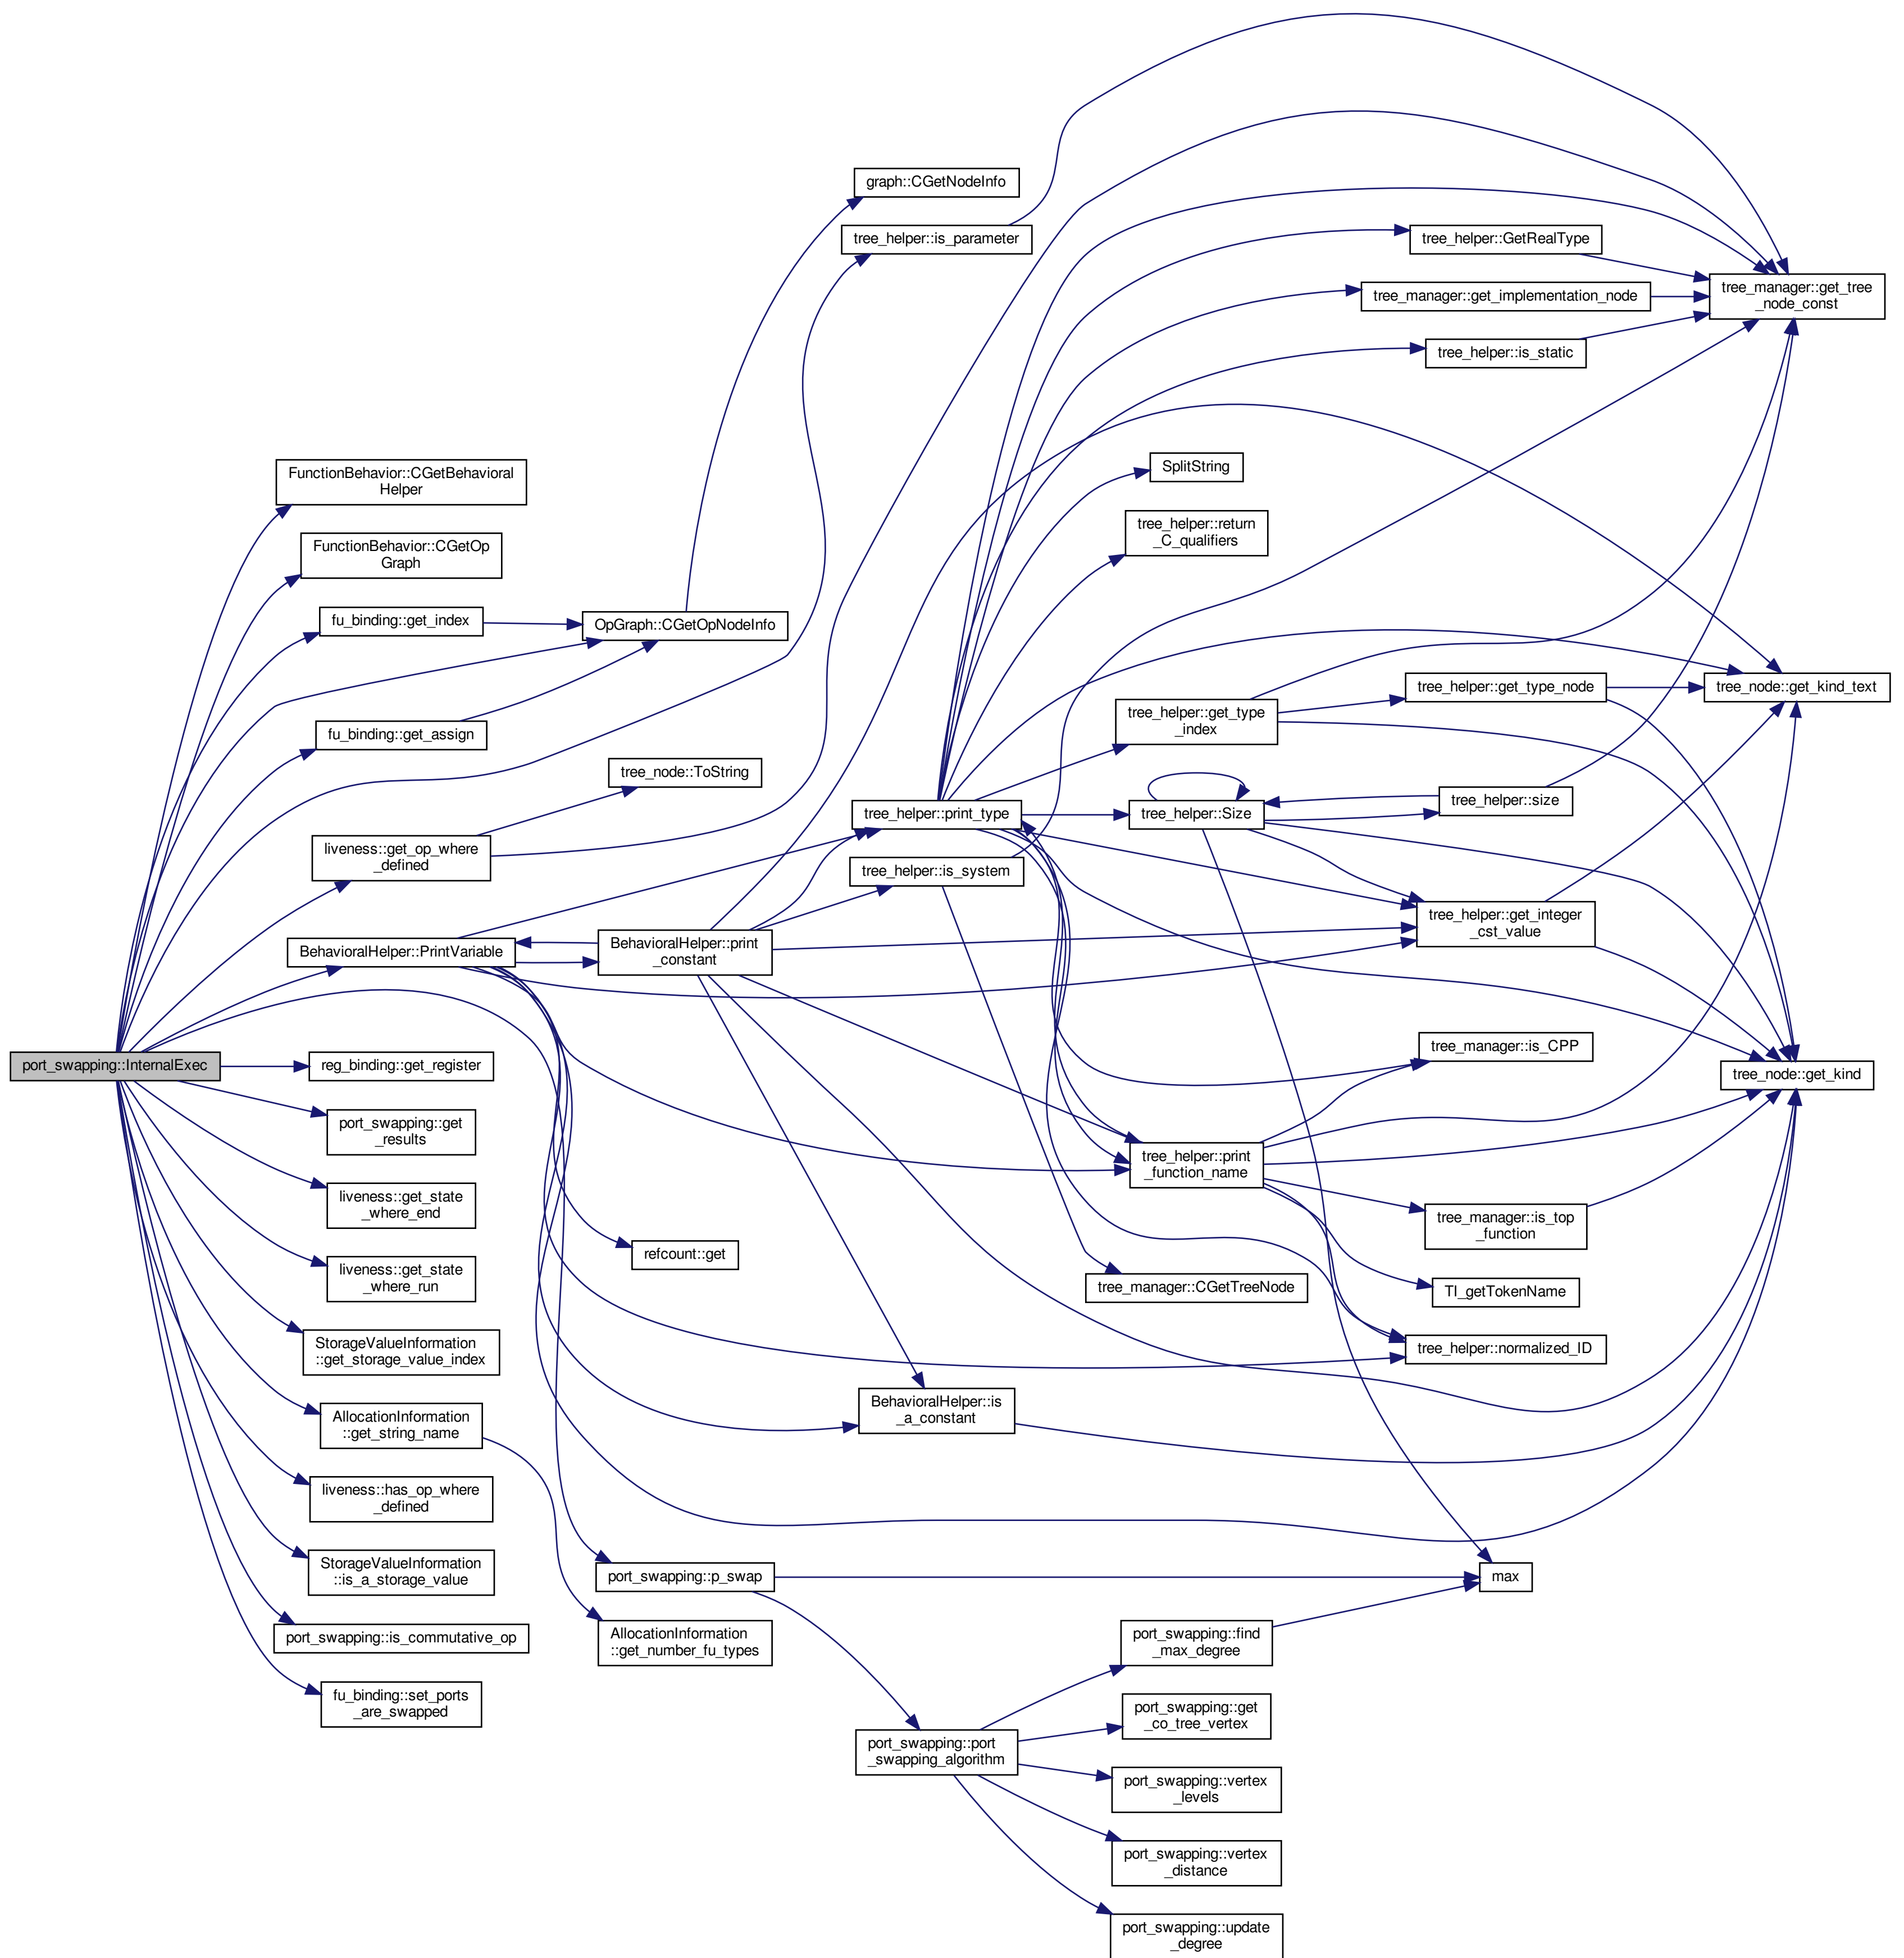 graph::CGetNodeInfo
tree_helper::is_parameter
tree_helper::GetRealType
tree_manager::get_tree
_node_const
tree_manager::get_implementation_node
tree_helper::is_static
FunctionBehavior::CGetBehavioral
Helper
SplitString
tree_helper::return
_C_qualifiers
FunctionBehavior::CGetOp
Graph
fu_binding::get_index
OpGraph::CGetOpNodeInfo
fu_binding::get_assign
tree_helper::get_type
_index
tree_helper::get_type_node
tree_node::get_kind_text
tree_node::ToString
tree_helper::print_type
tree_helper::Size
tree_helper::size
liveness::get_op_where
_defined
tree_helper::is_system
tree_helper::get_integer
_cst_value
BehavioralHelper::PrintVariable
BehavioralHelper::print
_constant
port_swapping::InternalExec
reg_binding::get_register
tree_manager::is_CPP
tree_node::get_kind
port_swapping::get
_results
tree_helper::print
_function_name
liveness::get_state
_where_end
tree_manager::is_top
_function
refcount::get
liveness::get_state
_where_run
tree_manager::CGetTreeNode
TI_getTokenName
StorageValueInformation
::get_storage_value_index
tree_helper::normalized_ID
AllocationInformation
::get_string_name
BehavioralHelper::is
_a_constant
liveness::has_op_where
_defined
StorageValueInformation
::is_a_storage_value
port_swapping::p_swap
max
port_swapping::is_commutative_op
AllocationInformation
::get_number_fu_types
port_swapping::find
_max_degree
fu_binding::set_ports
_are_swapped
port_swapping::get
_co_tree_vertex
port_swapping::port
_swapping_algorithm
port_swapping::vertex
_levels
port_swapping::vertex
_distance
port_swapping::update
_degree